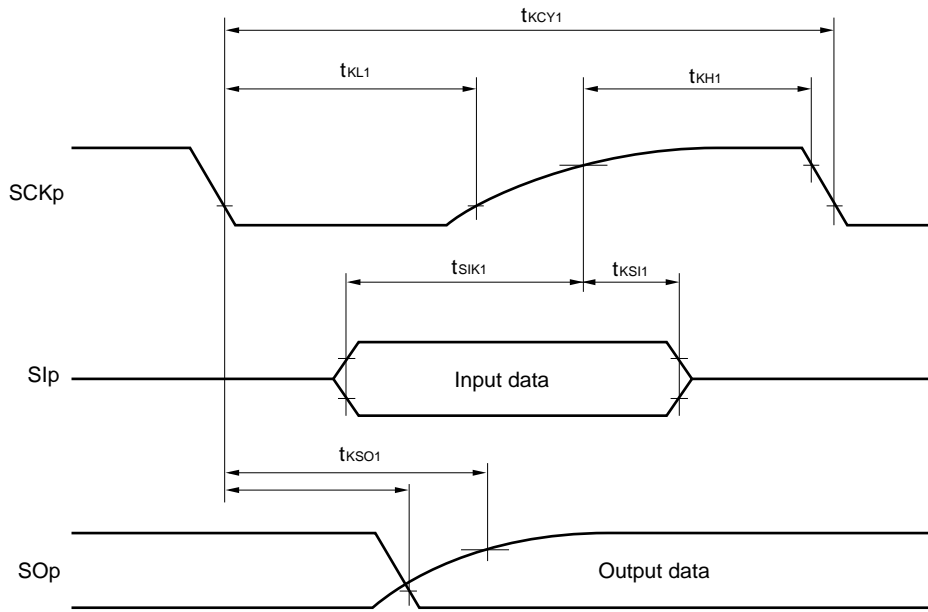 tKCY1
tKL1
tKH1
SCKp
tSIK1
tKSI1
SIp
Input data
tKSO1
SOp
Output data